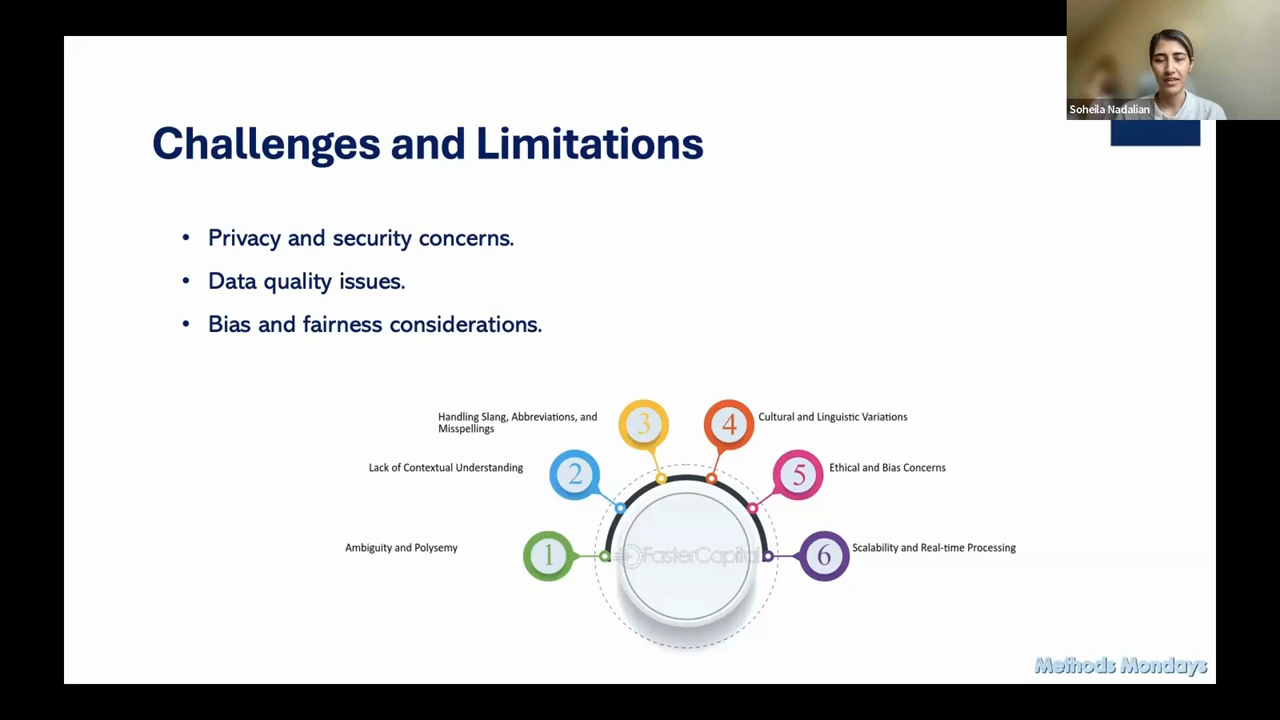 Soheila Nadalian
Challenges and Limitations
• Privacy and security concerns.
• Data quality issues.
• Bias and fairness considerations.
Handling Slang, Abbreviations, and
Misspellings
3
4
Cultural and Linguistic Variations
Lack of Contextual Understanding
2
5
Ethical and Bias Concerns
Ambiguity and Polysemy
1
FasterCapital
6
Scalability and Real-time Processing
Methods Mondays